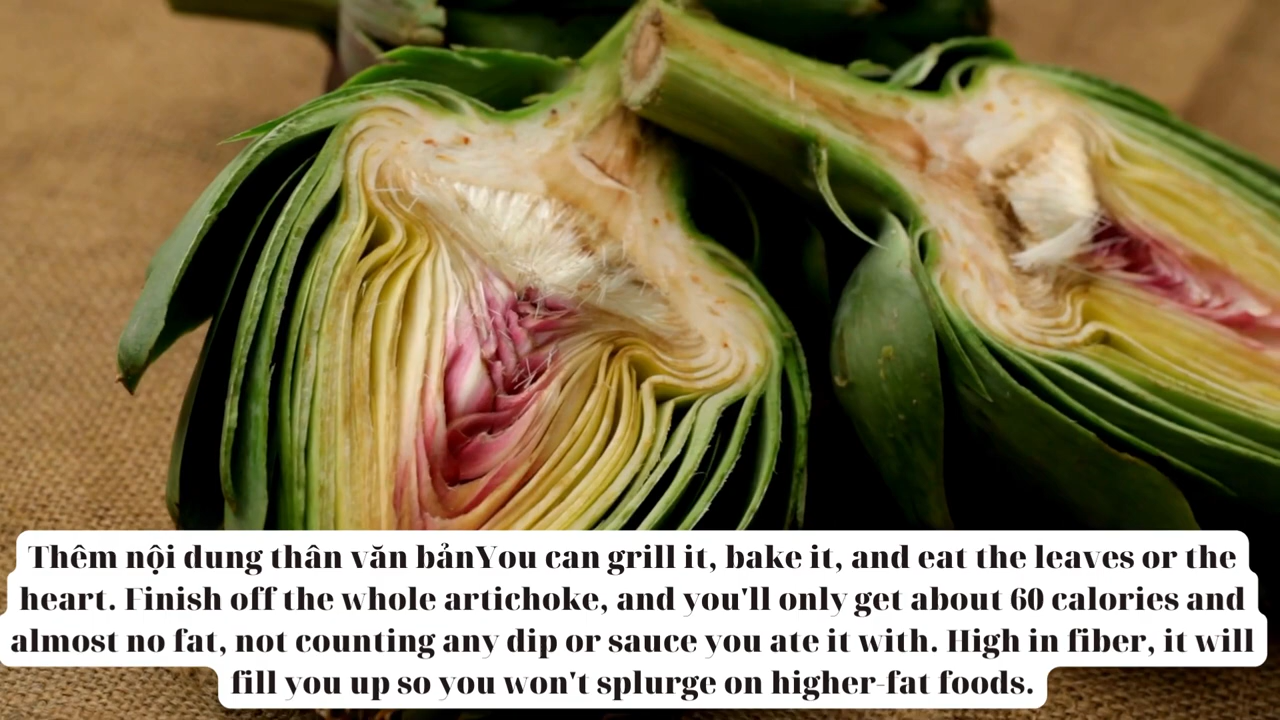 Thêm nội dung thân văn bảnYou can grill it, bake it, and eat the leaves or the
heart. Finish off the whole artichoke, and you'll only get about 60 calories and
almost no fat, not counting any dip or sauce you ate it with. High in fiber, it will
fill you up so you won't splurge on higher-fat foods.